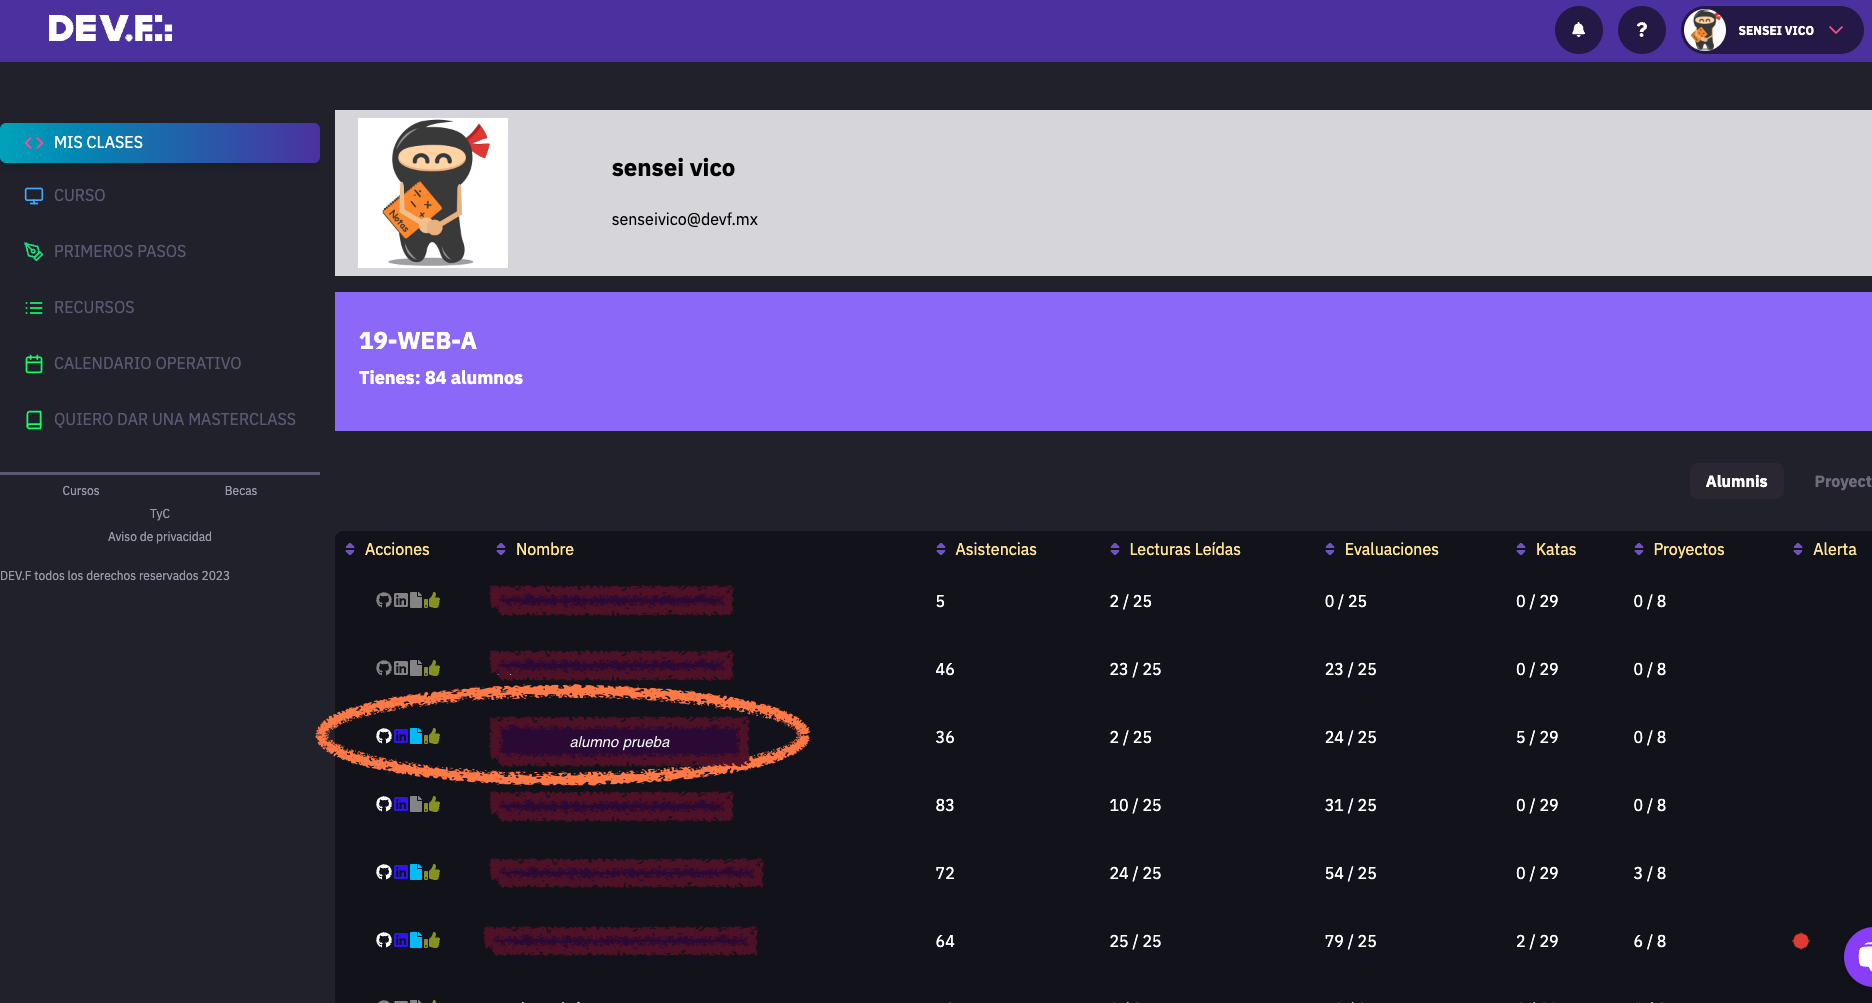 DEV.F.:
?
SENSEI VICO
MIS CLASES
CURSO
PRIMEROS PASOS
RECURSOS
CALENDARIO OPERATIVO
QUIERO DAR UNA MASTERCLASS
Cursos Becas
TyC
Aviso de privacidad
DEV.F todos los derechos reservados 2023
Notas
sensei vico
senseivico@devf.mx
19-WEB-A
Tienes: 84 alumnos
Alumnis Proyect
Acciones Nombre Asistencias Lecturas Leídas Evaluaciones Katas Proyectos Alerta
5 2 / 25 0 / 25 0 / 29 0 / 8
46 23 / 25 23 / 25 0 / 29 0 / 8
alumno prueba 36 2 / 25 24 / 25 5 / 29 0 / 8
83 10 / 25 31 / 25 0 / 29 0 / 8
72 24 / 25 54 / 25 0 / 29 3 / 8
64 25 / 25 79 / 25 2 / 29 6 / 8